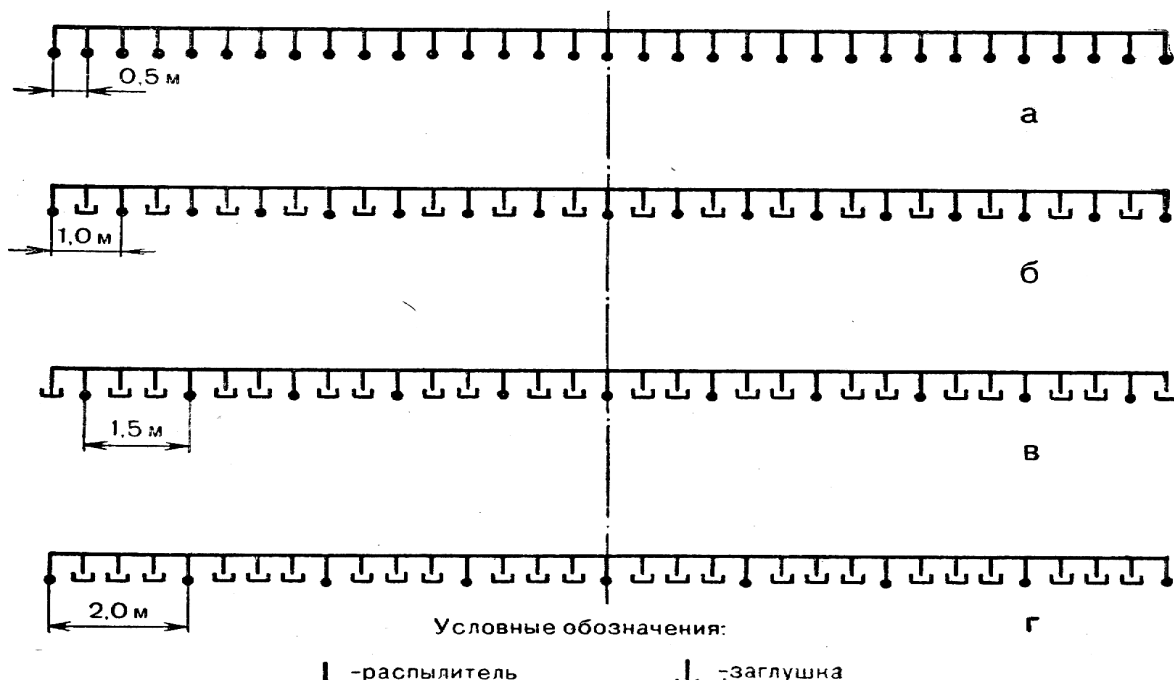 0,5 м
а
1,0 м
б
1,5 м
в
2,0 м
г
Условные обозначения:
-распылитель
-заглушка